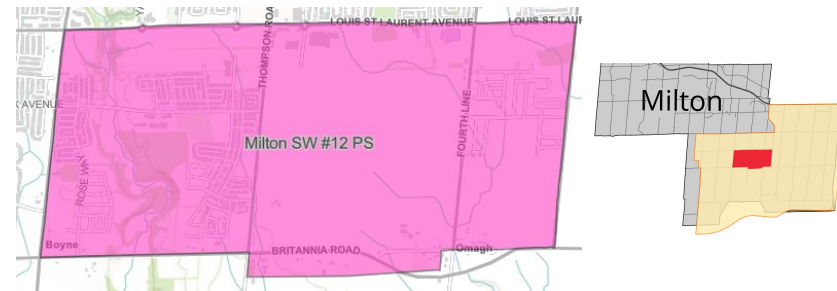 LOUIS ST LAURENT AVENUE
LOUIS ST LAUR
THOMPSON ROA
AVENUE
Milton SW #12 PS
FOURTH LINE
ROSE WAY
Boyne
BRITANNIA ROAD
Omagh
Milton